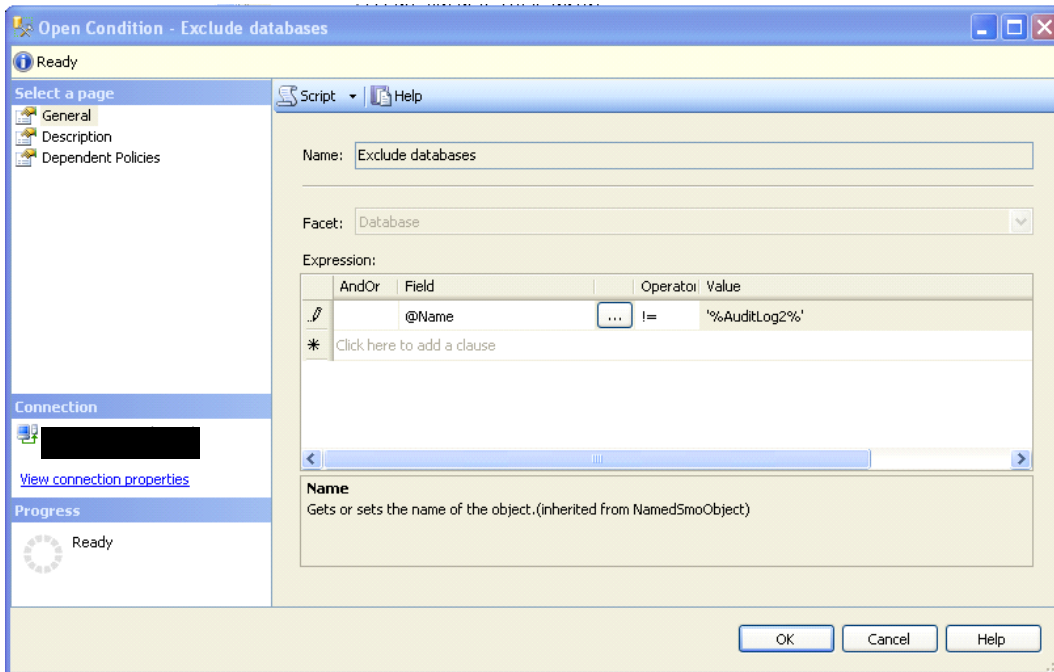 Open Condition - Exclude databases
Ready
Select a page
General
Description
Dependent Policies
Script
Help
Name: Exclude databases
Facet: Database
Expression:
AndOr Field Operator Value
@Name ... != '%AuditLog2%'
Click here to add a clause
Name
Gets or sets the name of the object.(inherited from NamedSmoObject)
Connection
View connection properties
Progress
Ready
OK Cancel Help